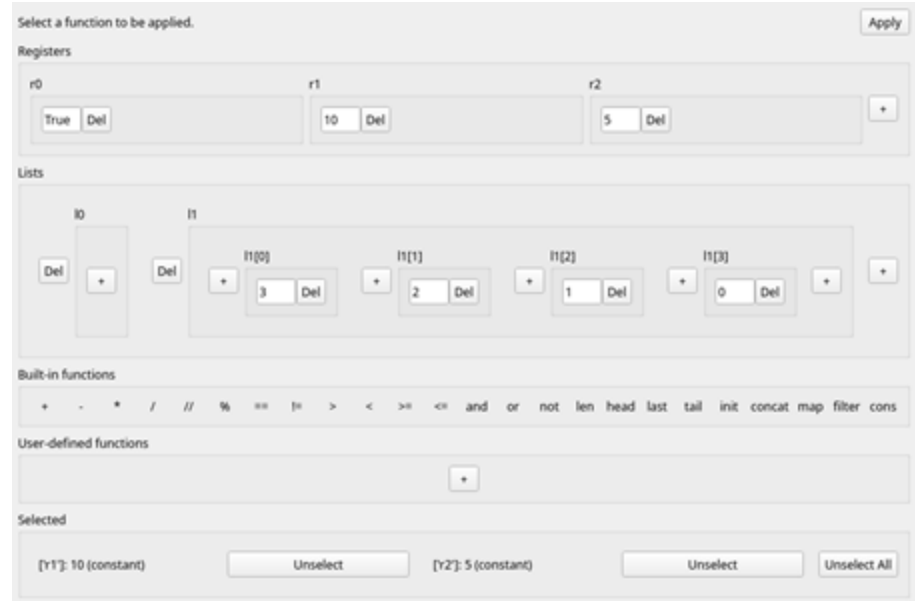 Select a function to be applied. Apply
Registers
r0 r1 r2
True Del 10 Del 5 Del +
Lists
l0 l1
l1[0] l1[1] l1[2] l1[3]
Del + Del + 3 Del + 2 Del + 1 Del + 0 Del + +
Built-in functions
+ - * / // % == != > < >= <= and or not len head last tail init concat map filter cons
User-defined functions
+
Selected
['r1']: 10 (constant) Unselect ['r2']: 5 (constant) Unselect Unselect All